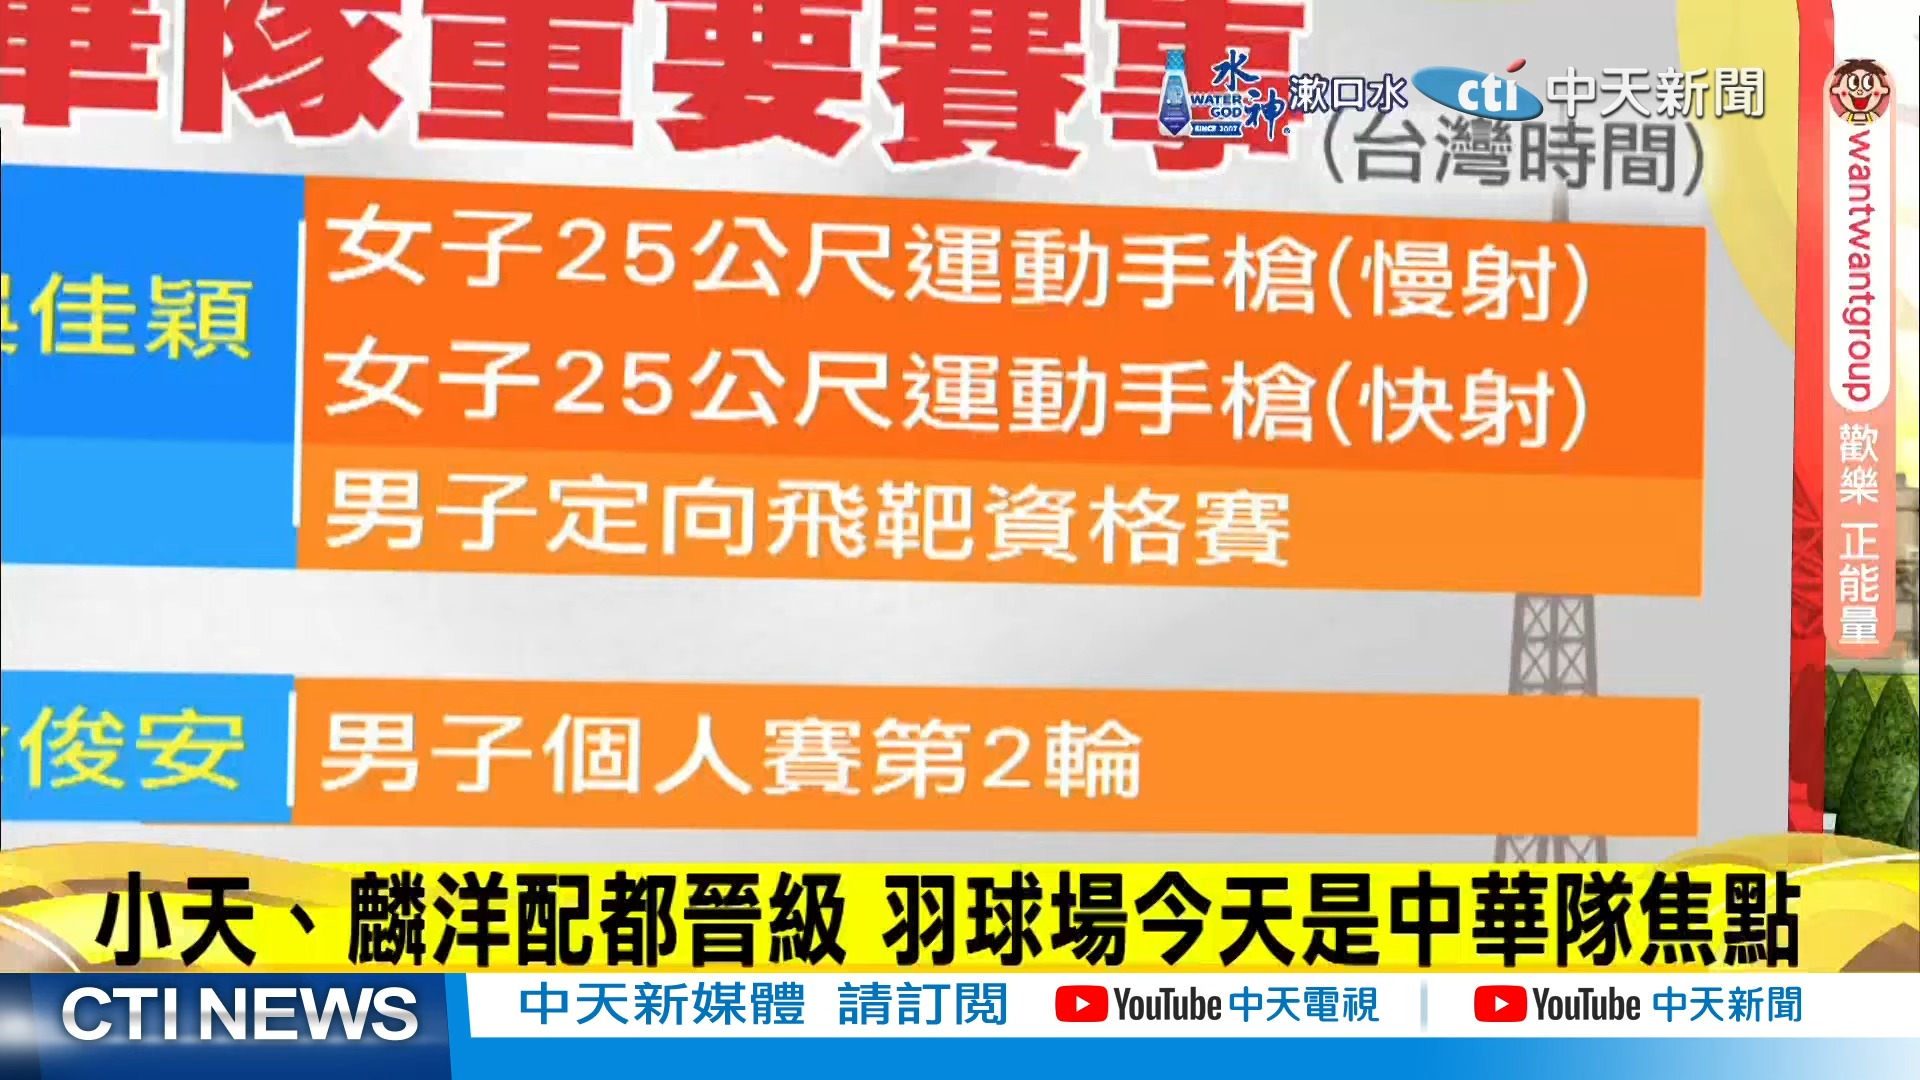 華隊重要賽事
(台灣時間)
水神
WATER GOD
SINCE 2007
漱口水
cti 中天新聞
wantwantgroup
歡樂 正能量
佳穎
女子25公尺運動手槍(慢射)
女子25公尺運動手槍(快射)
男子定向飛靶資格賽
俊安
男子個人賽第2輪
小天、麟洋配都晉級 羽球場今天是中華隊焦點
CTI NEWS
中天新媒體 請訂閱 YouTube 中天電視 | YouTube 中天新聞